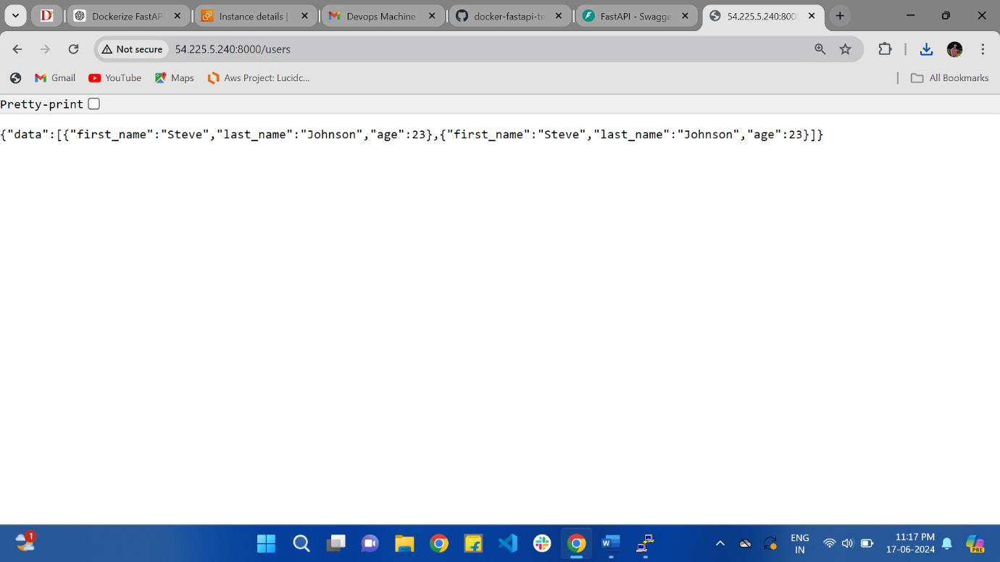 Dockerize FastAP
Instance details |
Devops Machine
docker-fastapi-te
FastAPI - Swagge
54.225.5.240:800
Not secure
54.225.5.240:8000/users
Gmail
YouTube
Maps
Aws Project: Lucidc...
All Bookmarks
Pretty-print
{"data":[{"first_name":"Steve","last_name":"Johnson","age":23},{"first_name":"Steve","last_name":"Johnson","age":23}]}
1
ENG
IN
11:17 PM
17-06-2024
PRE